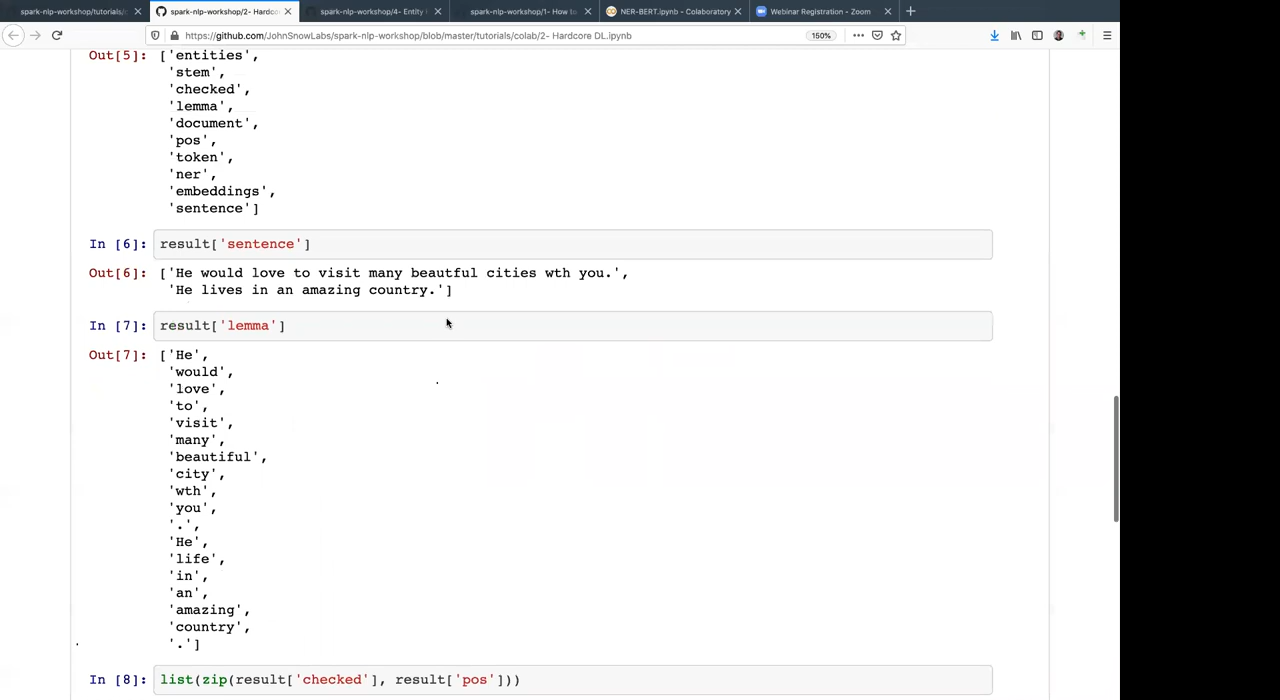 spark-nlp-workshop/tutorials/s
spark-nlp-workshop/2- Hardco
spark-nlp-workshop/4- Entity
spark-nlp-workshop/1- How to
NER-BERT.ipynb - Colaboratory
Webinar Registration - Zoom
https://github.com/JohnSnowLabs/spark-nlp-workshop/blob/master/tutorials/colab/2- Hardcore DL.ipynb
150%
Out[5]: ['entities',
'stem',
'checked',
'lemma',
'document',
'pos',
'token',
'ner',
'embeddings',
'sentence']
In [6]: result['sentence']
Out[6]: ['He would love to visit many beautful cities wth you.',
'He lives in an amazing country.']
In [7]: result['lemma']
Out[7]: ['He',
'would',
'love',
'to',
'visit',
'many',
'beautiful',
'city',
'wth',
'you',
'.',
'He',
'life',
'in',
'an',
'amazing',
'country',
'.']
In [8]: list(zip(result['checked'], result['pos']))